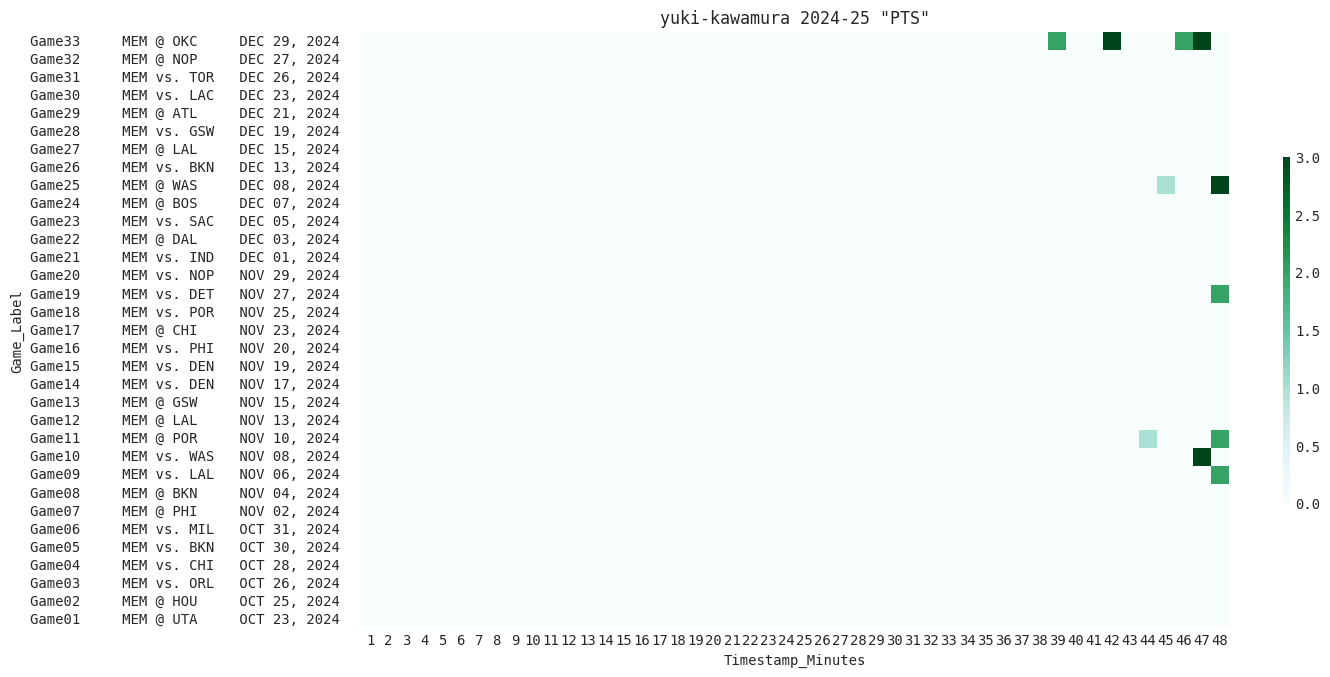 yuki-kawamura 2024-25 "PTS"
Game33 MEM @ OKC DEC 29, 2024
Game32 MEM @ NOP DEC 27, 2024
Game31 MEM vs. TOR DEC 26, 2024
Game30 MEM vs. LAC DEC 23, 2024
Game29 MEM @ ATL DEC 21, 2024
Game28 MEM vs. GSW DEC 19, 2024
Game27 MEM @ LAL DEC 15, 2024
Game26 MEM vs. BKN DEC 13, 2024
Game25 MEM @ WAS DEC 08, 2024
Game24 MEM @ BOS DEC 07, 2024
Game23 MEM vs. SAC DEC 05, 2024
Game22 MEM @ DAL DEC 03, 2024
Game21 MEM vs. IND DEC 01, 2024
Game20 MEM vs. NOP NOV 29, 2024
Game19 MEM vs. DET NOV 27, 2024
Game18 MEM vs. POR NOV 25, 2024
Game17 MEM @ CHI NOV 23, 2024
Game16 MEM vs. PHI NOV 20, 2024
Game15 MEM vs. DEN NOV 19, 2024
Game14 MEM vs. DEN NOV 17, 2024
Game13 MEM @ GSW NOV 15, 2024
Game12 MEM @ LAL NOV 13, 2024
Game11 MEM @ POR NOV 10, 2024
Game10 MEM vs. WAS NOV 08, 2024
Game09 MEM vs. LAL NOV 06, 2024
Game08 MEM @ BKN NOV 04, 2024
Game07 MEM @ PHI NOV 02, 2024
Game06 MEM vs. MIL OCT 31, 2024
Game05 MEM vs. BKN OCT 30, 2024
Game04 MEM vs. CHI OCT 28, 2024
Game03 MEM vs. ORL OCT 26, 2024
Game02 MEM @ HOU OCT 25, 2024
Game01 MEM @ UTA OCT 23, 2024
Game_Label
1 2 3 4 5 6 7 8 9 10 11 12 13 14 15 16 17 18 19 20 21 22 23 24 25 26 27 28 29 30 31 32 33 34 35 36 37 38 39 40 41 42 43 44 45 46 47 48
Timestamp_Minutes
3.0
2.5
2.0
1.5
1.0
0.5
0.0